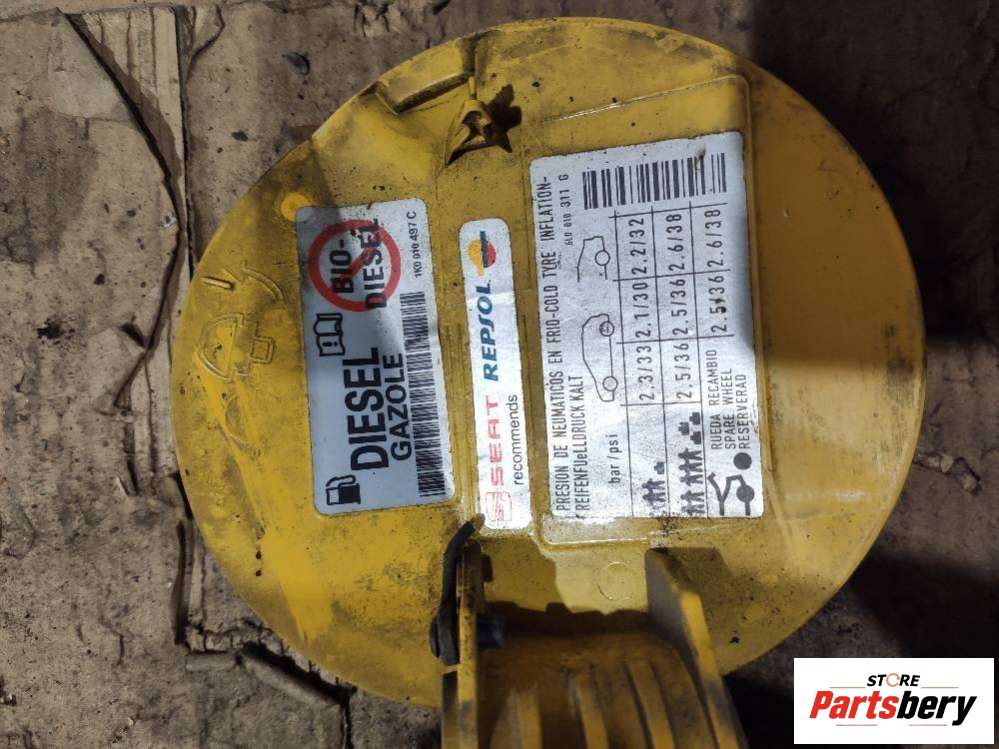 DIESEL
GAZOLE
BIO-
DIESEL
1K0 010 497 C
SEAT REPSOL
recommends
PRESION DE NEUMATICOS EN FRIO-COLD TYRE INFLATION-
REIFENFUELLDRUCK KALT
6L0 010 311 G
bar/psi
2.3/33 2.1/30 2.2/32
2.5/36 2.5/36 2.6/38
2.5/36 2.6/38
RUEDA RECAMBIO
SPARE WHEEL
RESERVERAD
STORE
Partsbery